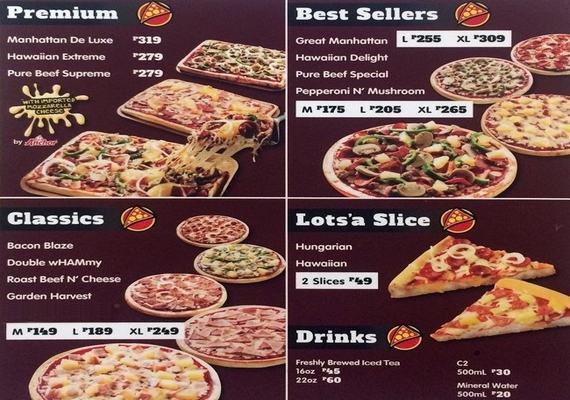 Premium
Manhattan De Luxe ₱319
Hawaiian Extreme ₱279
Pure Beef Supreme ₱279
WITH IMPORTED
MOZZARELLA
CHEESE
by Anchor
Best Sellers
Great Manhattan L ₱255 XL ₱309
Hawaiian Delight
Pure Beef Special
Pepperoni N' Mushroom
M ₱175 L ₱205 XL ₱265
Classics
Bacon Blaze
Double wHAMmy
Roast Beef N' Cheese
Garden Harvest
M ₱149 L ₱189 XL ₱249
Lots'a Slice
Hungarian
Hawaiian
2 Slices ₱49
Drinks
Freshly Brewed Iced Tea
16oz ₱45
22oz ₱60
C2
500mL ₱30
Mineral Water
500mL ₱20